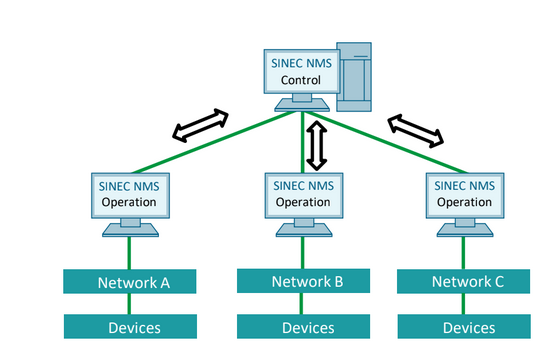 SINEC NMS
Control
SINEC NMS
Operation
SINEC NMS
Operation
SINEC NMS
Operation
Network A
Network B
Network C
Devices
Devices
Devices